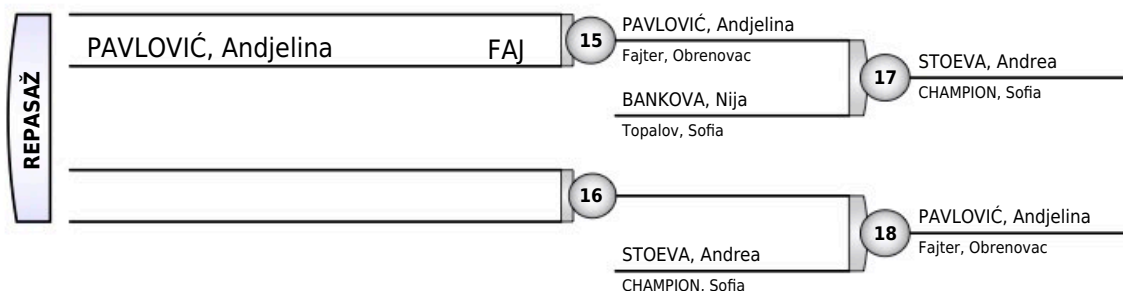 REPASAŽ
PAVLOVIĆ, Andjelina FAJ
15
PAVLOVIĆ, Andjelina
Fajter, Obrenovac
BANKOVA, Nija
Topalov, Sofia
17
STOEVA, Andrea
CHAMPION, Sofia
16
STOEVA, Andrea
CHAMPION, Sofia
18
PAVLOVIĆ, Andjelina
Fajter, Obrenovac